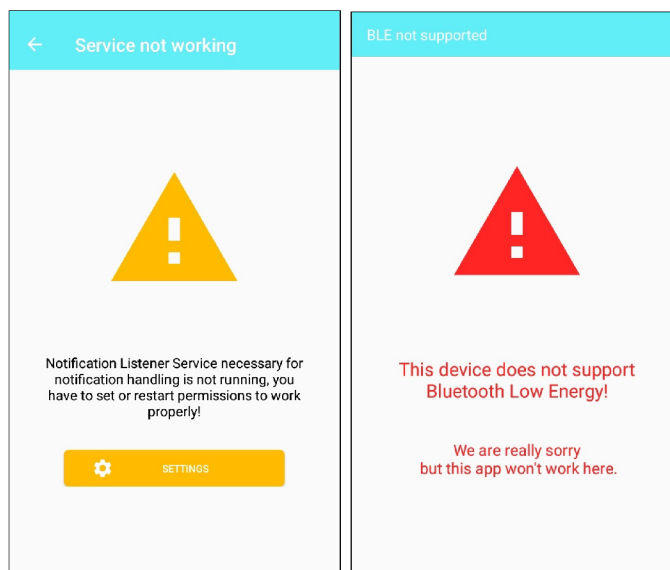 Service not working
Notification Listener Service necessary for
notification handling is not running, you
have to set or restart permissions to work
properly!
SETTINGS
BLE not supported
This device does not support
Bluetooth Low Energy!
We are really sorry
but this app won't work here.